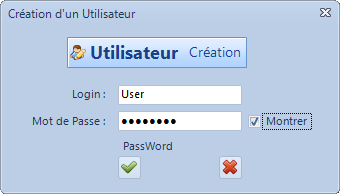 Création d'un Utilisateur
Utilisateur Création
Login : User
Mot de Passe : ●●●●●●●● Montrer
PassWord